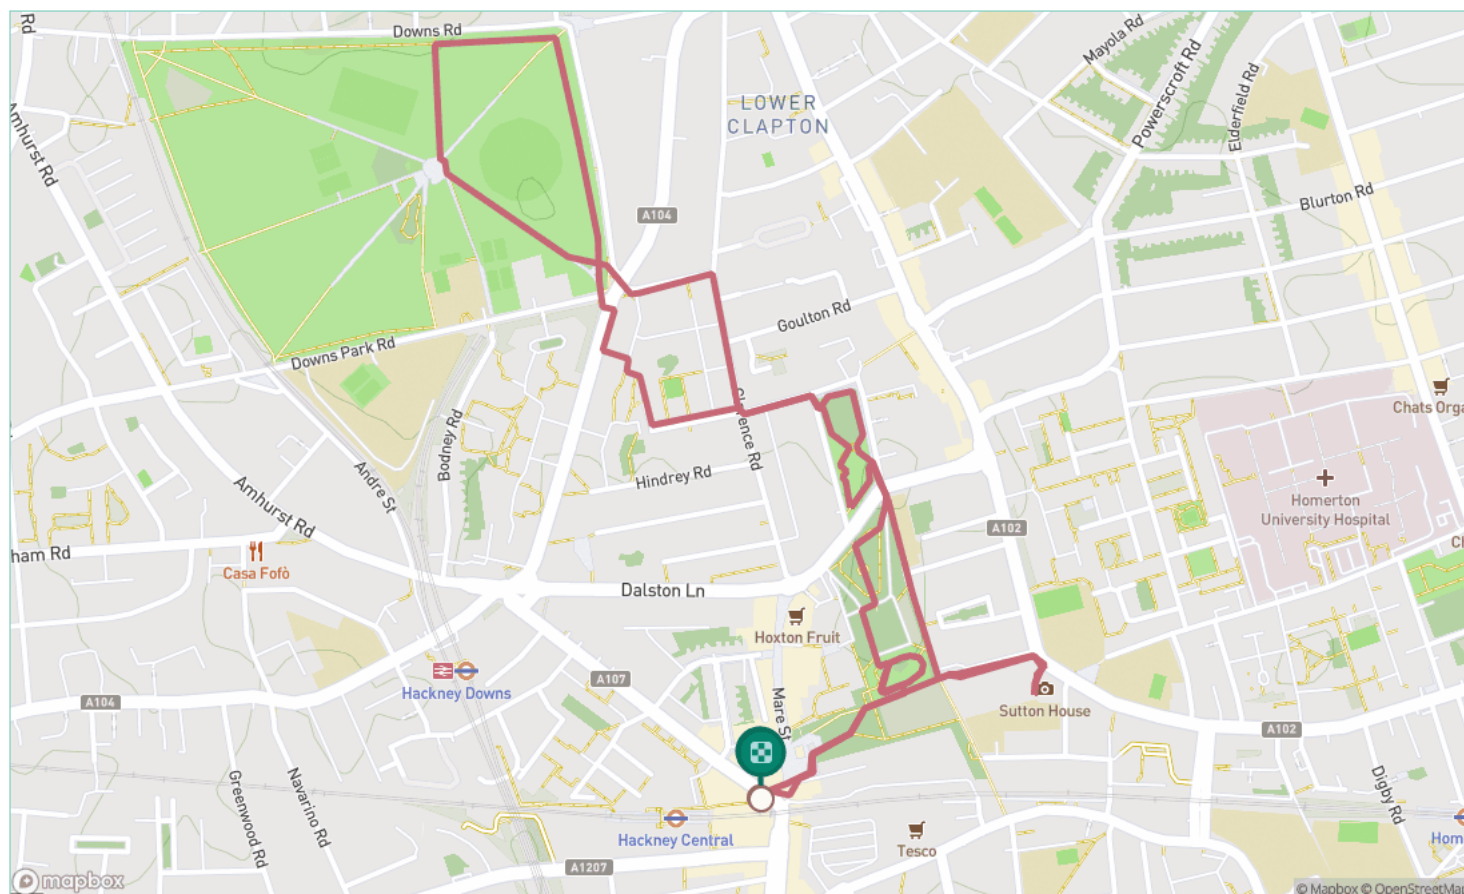 Rd
Downs Rd
Mayola Rd
Powerscroft Rd
Elderfield Rd
LOWER
CLAPTON
Amhurst Rd
Blurton Rd
A104
Goulton Rd
Downs Park Rd
Chats Orga
Clarence Rd
Bodney Rd
Hindrey Rd
Andre St
Homerton
University Hospital
Amhurst Rd
A102
Ch
ham Rd
Casa Fofò
Dalston Ln
Hoxton Fruit
A107
Hackney Downs
A104
Mare St
Sutton House
A102
Greenwood Rd
Navarino Rd
Digby Rd
Hackney Central
Tesco
Hom
A1207
mapbox
© Mapbox © OpenStreetMap